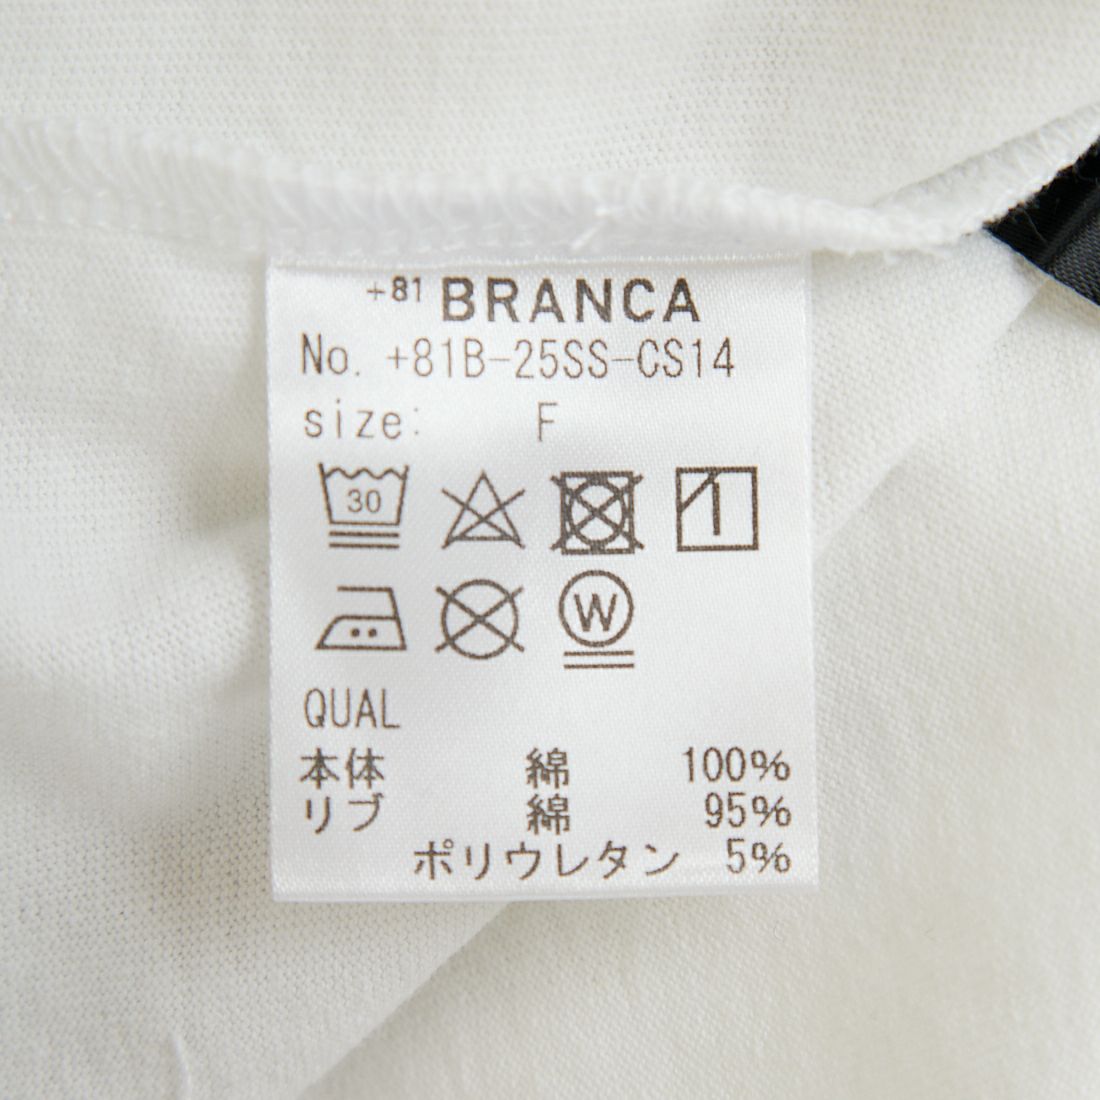 +81 BRANCA
No. +81B-25SS-CS14
size: F
30
W
QUAL
本体 綿 100%
リブ 綿 95%
ポリウレタン 5%